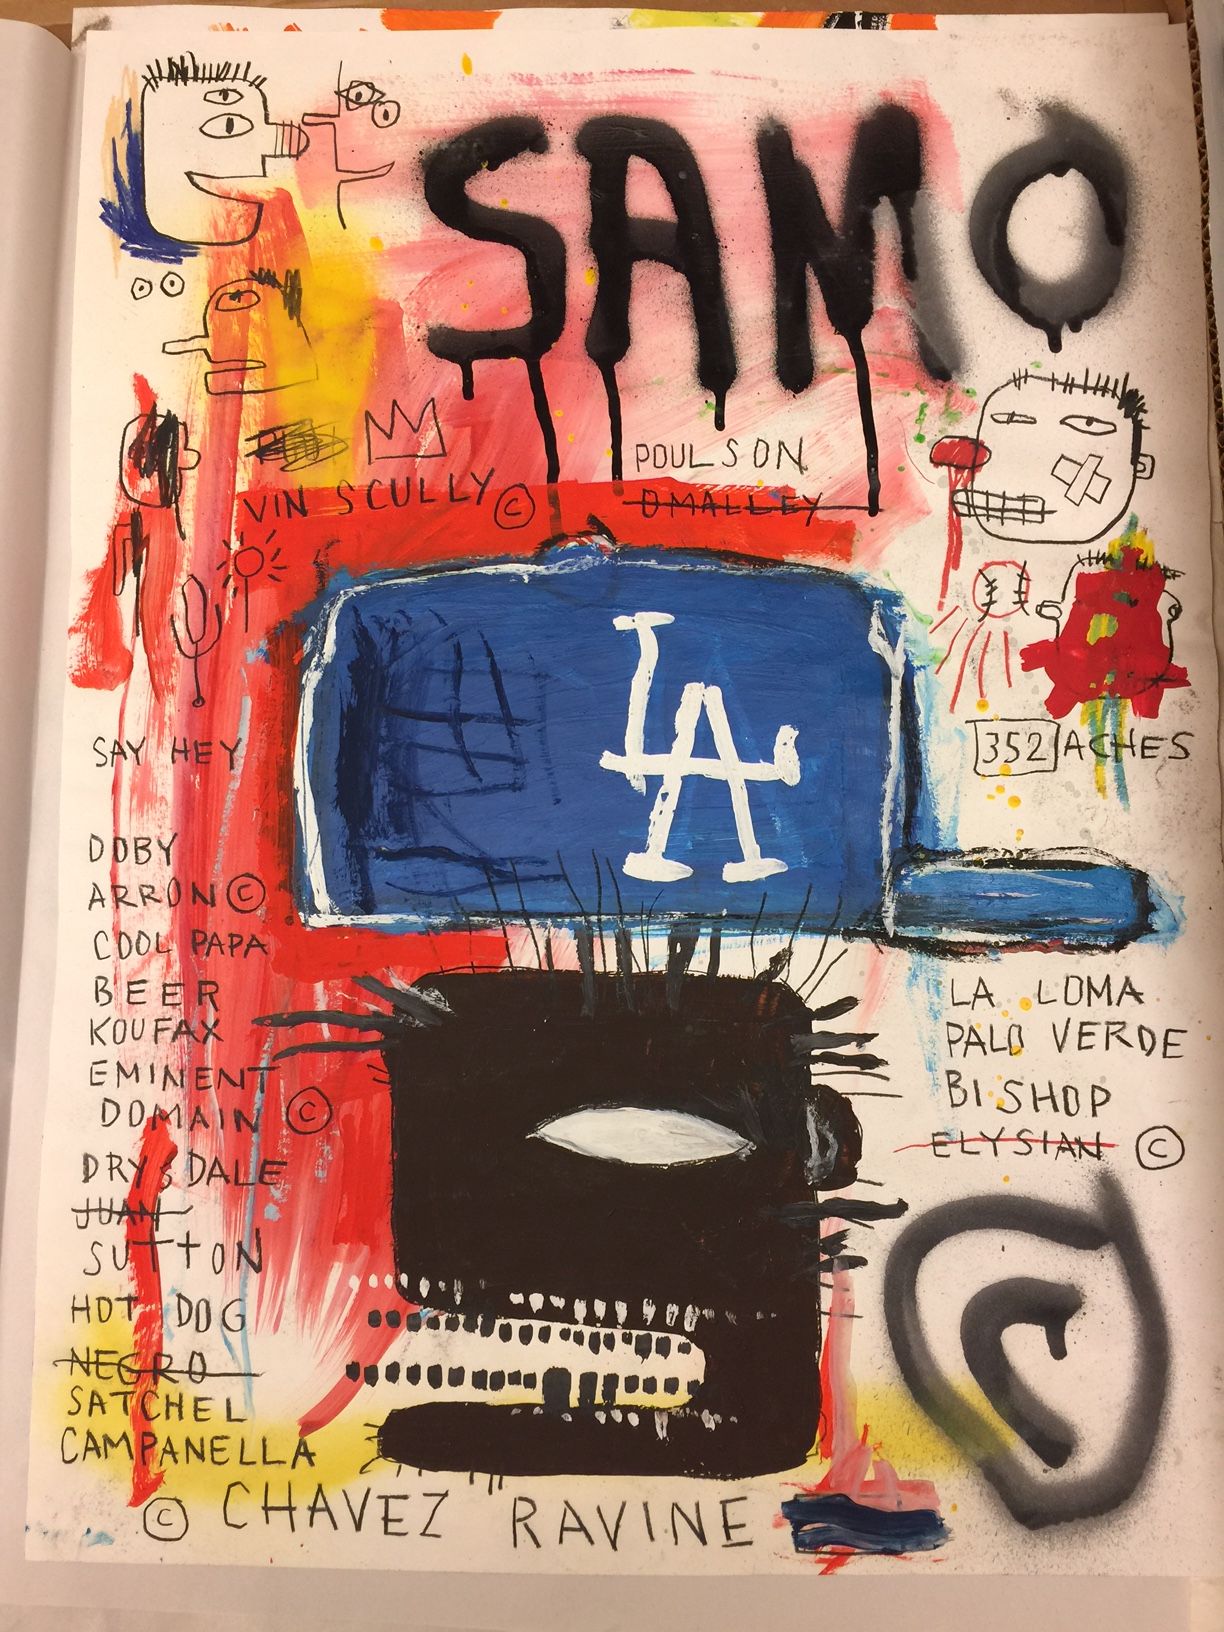 SAMO
POULSON
OMALLEY
VIN SCULLY ©
LA
352 ACHES
SAY HEY
DOBY
ARRON ©
COOL PAPA
BEER
KOUFAX
EMINENT
DOMAIN ©
DRYSDALE
JUAN
SUTTON
HOT DOG
NEGRO
SATCHEL
CAMPANELLA
LA LOMA
PALO VERDE
BISHOP
ELYSIAN ©
©
© CHAVEZ RAVINE